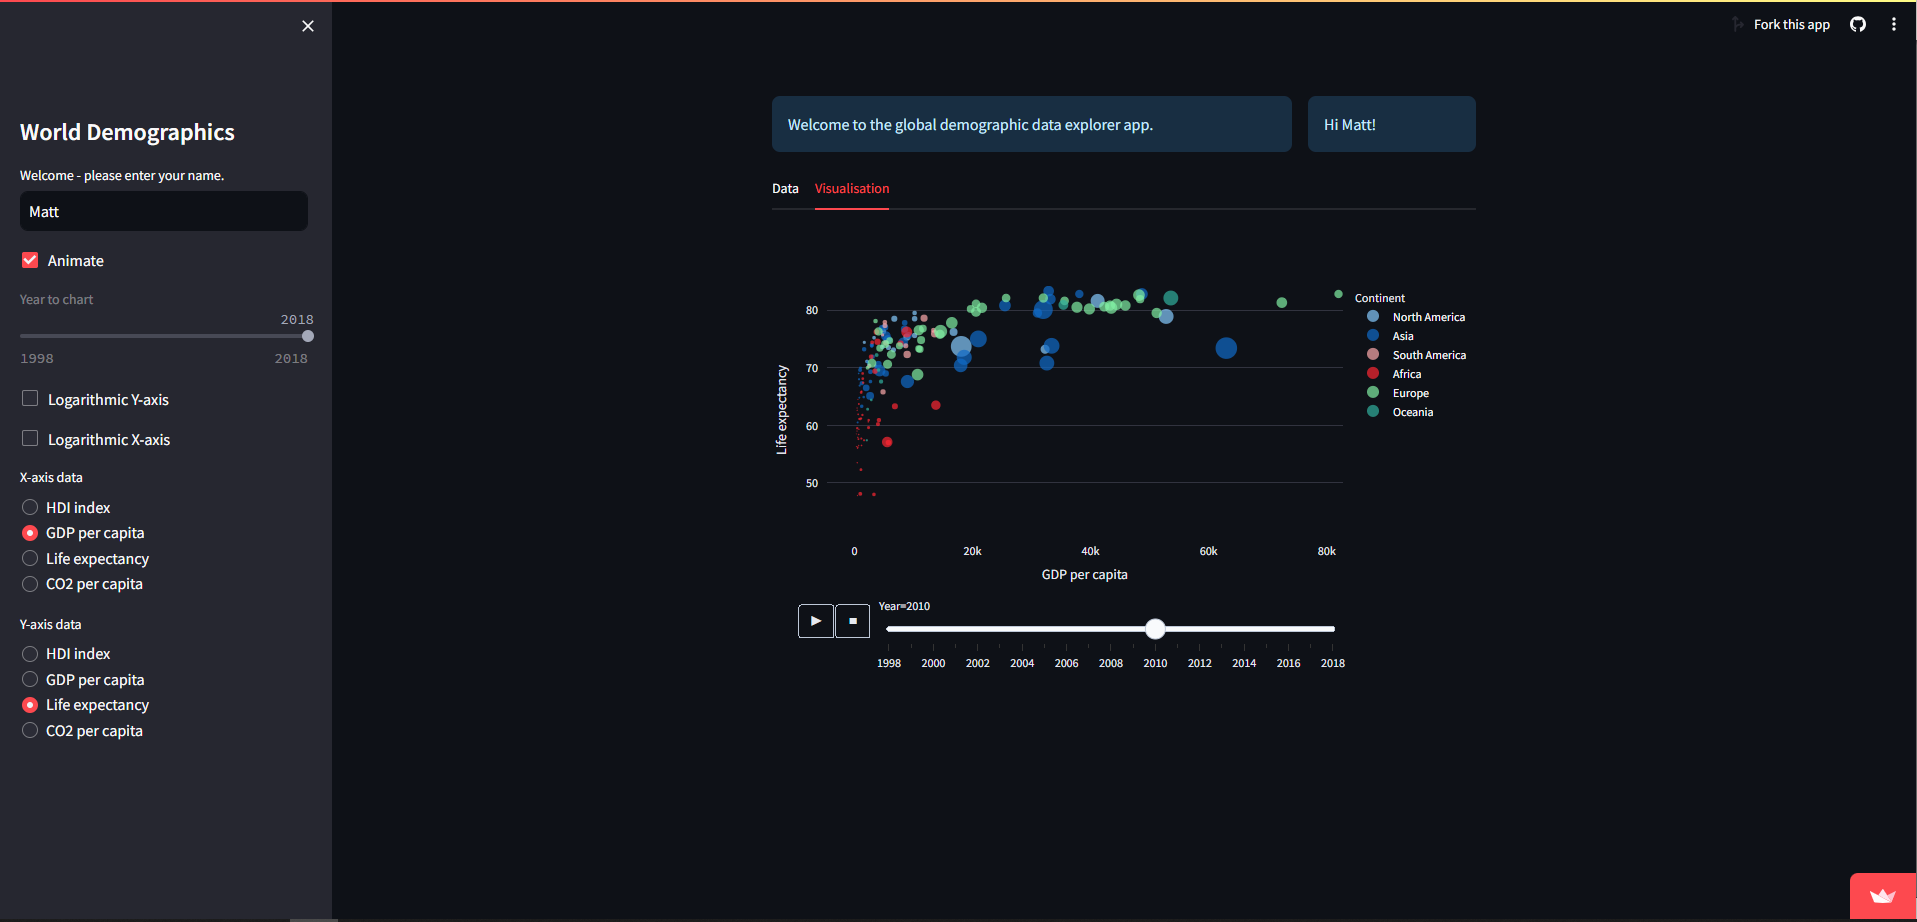 Fork this app
World Demographics
Welcome - please enter your name.
Matt
Animate
Year to chart
2018
1998 2018
Logarithmic Y-axis
Logarithmic X-axis
X-axis data
HDI index
GDP per capita
Life expectancy
CO2 per capita
Y-axis data
HDI index
GDP per capita
Life expectancy
CO2 per capita
Welcome to the global demographic data explorer app.
Hi Matt!
Data Visualisation
Life expectancy
80
70
60
50
0 20k 40k 60k 80k
GDP per capita
Continent
North America
Asia
South America
Africa
Europe
Oceania
Year=2010
1998 2000 2002 2004 2006 2008 2010 2012 2014 2016 2018